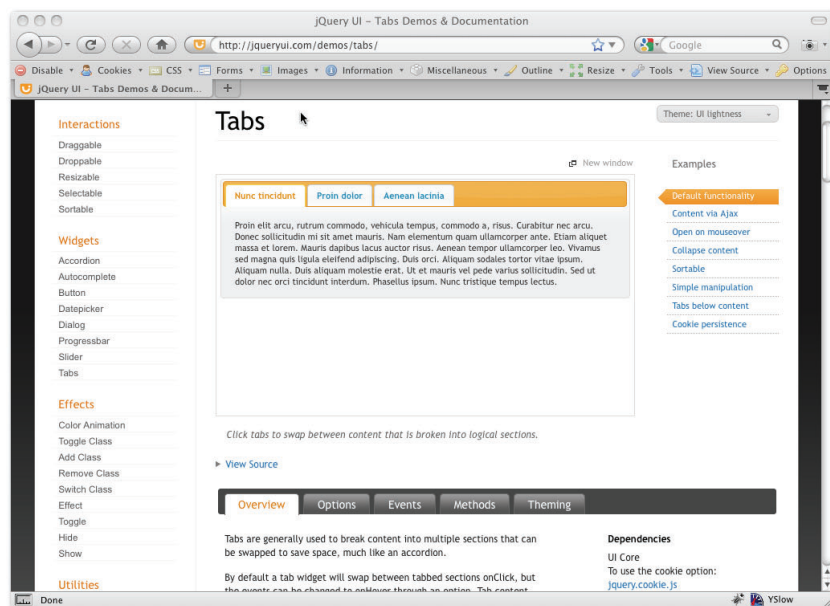 jQuery UI - Tabs Demos & Documentation
http://jqueryui.com/demos/tabs/
Google
Disable Cookies CSS Forms Images Information Miscellaneous Outline Resize Tools View Source Options
jQuery UI - Tabs Demos & Docum... +
Interactions
Draggable
Droppable
Resizable
Selectable
Sortable
Widgets
Accordion
Autocomplete
Button
Datepicker
Dialog
Progressbar
Slider
Tabs
Effects
Color Animation
Toggle Class
Add Class
Remove Class
Switch Class
Effect
Toggle
Hide
Show
Utilities
Tabs
Theme: UI lightness
New window
Nunc tincidunt Proin dolor Aenean lacinia
Proin elit arcu, rutrum commodo, vehicula tempus, commodo a, risus. Curabitur nec arcu.
Donec sollicitudin mi sit amet mauris. Nam elementum quam ullamcorper ante. Etiam aliquet
massa et lorem. Mauris dapibus lacus auctor risus. Aenean tempor ullamcorper leo. Vivamus
sed magna quis ligula eleifend adipiscing. Duis orci. Aliquam sodales tortor vitae ipsum.
Aliquam nulla. Duis aliquam molestie erat. Ut et mauris vel pede varius sollicitudin. Sed ut
dolor nec orci tincidunt interdum. Phasellus ipsum. Nunc tristique tempus lectus.
Click tabs to swap between content that is broken into logical sections.
View Source
Examples
Default functionality
Content via Ajax
Open on mouseover
Collapse content
Sortable
Simple manipulation
Tabs below content
Cookie persistence
Overview Options Events Methods Theming
Tabs are generally used to break content into multiple sections that can
be swapped to save space, much like an accordion.
By default a tab widget will swap between tabbed sections onClick, but
the events can be changed to onHover through an option. Tab content
Dependencies
UI Core
To use the cookie option:
jquery.cookie.js
Done
YSlow